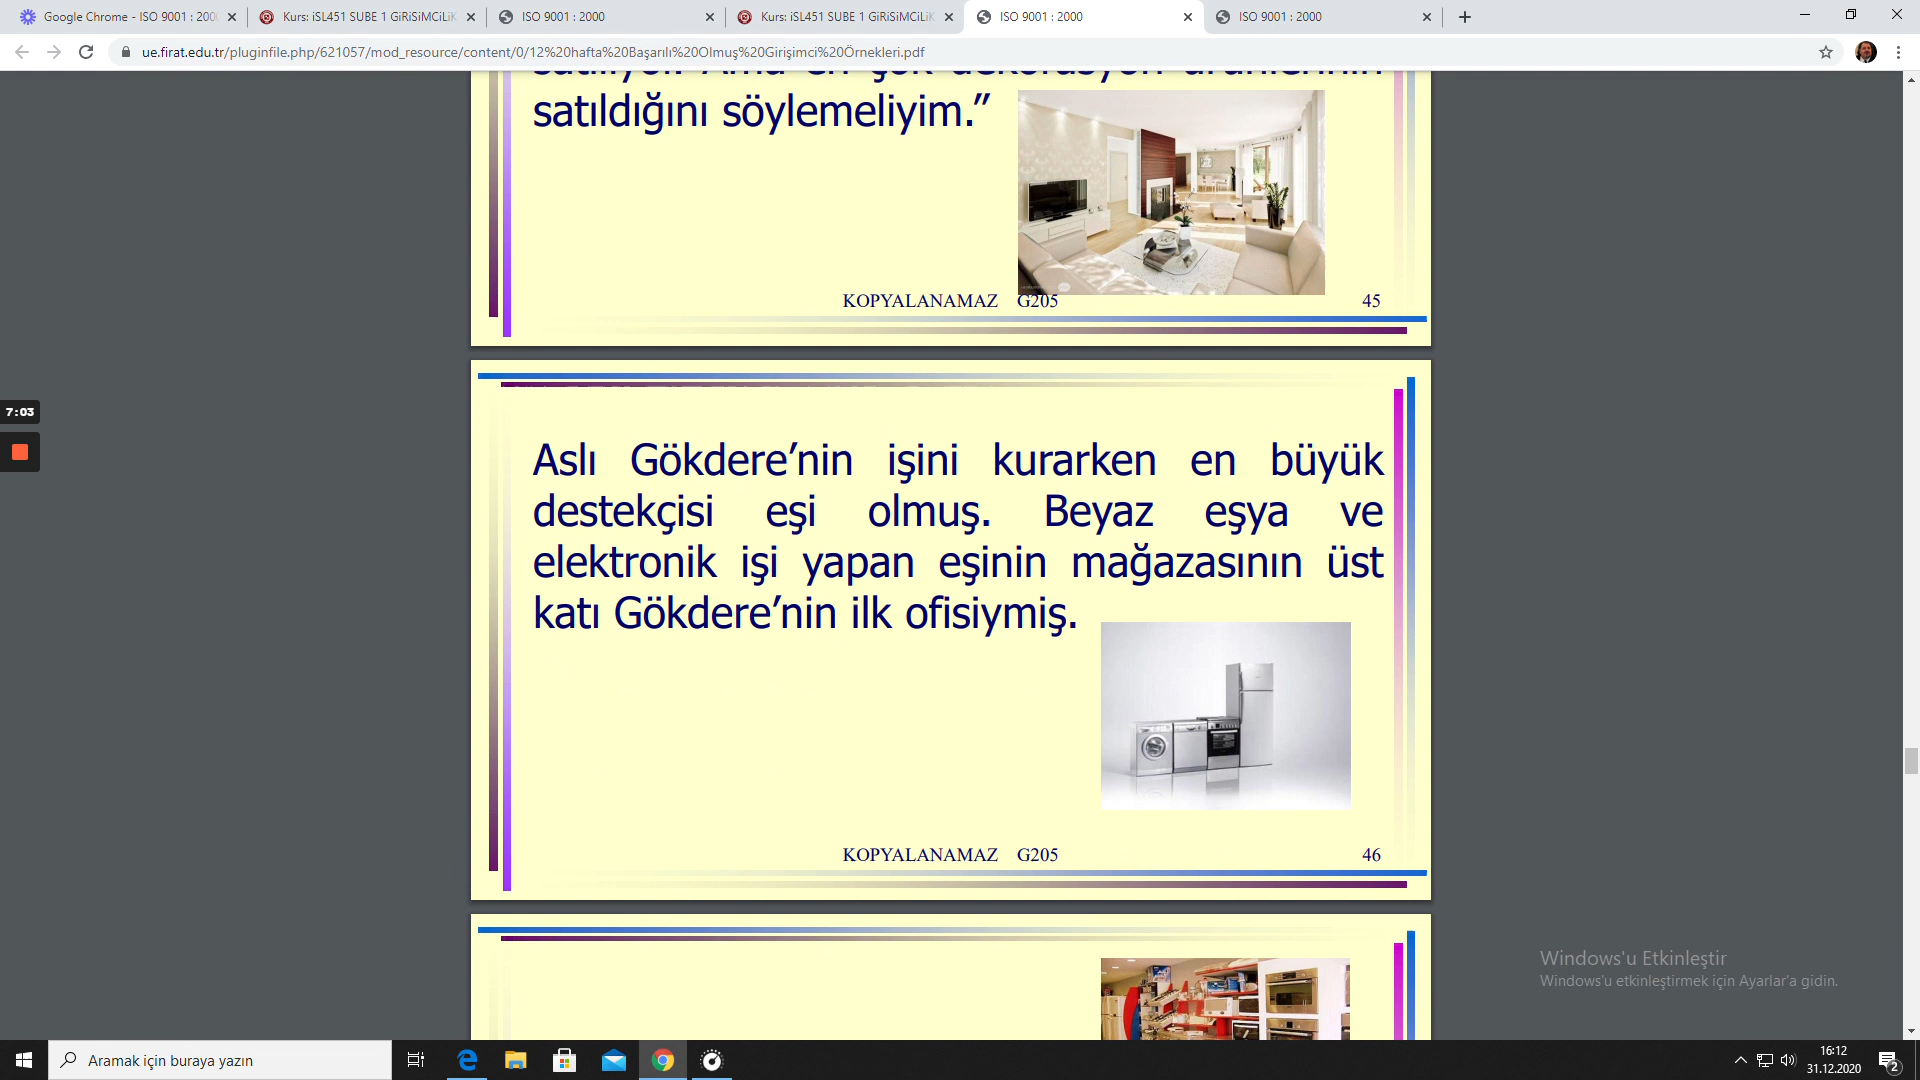 Google Chrome - ISO 9001 : 200
Kurs: iSL451 SUBE 1 GiRiSiMCiLiK
ISO 9001 : 2000
Kurs: iSL451 SUBE 1 GiRiSiMCiLiK
ISO 9001 : 2000
ISO 9001 : 2000
ue.firat.edu.tr/pluginfile.php/621057/mod_resource/content/0/12%20hafta%20Başarılı%20Olmuş%20Girişimci%20Örnekleri.pdf
satılıyor. Ama en çok dekorasyon ürünlerinin
satıldığını söylemeliyim.”
KOPYALANAMAZ G205
45
7:03
Aslı Gökdere’nin işini kurarken en büyük
destekçisi eşi olmuş. Beyaz eşya ve
elektronik işi yapan eşinin mağazasının üst
katı Gökdere’nin ilk ofisiymiş.
KOPYALANAMAZ G205
46
Windows'u Etkinleştir
Windows'u etkinleştirmek için Ayarlar'a gidin.
Aramak için buraya yazın
16:12
31.12.2020
2